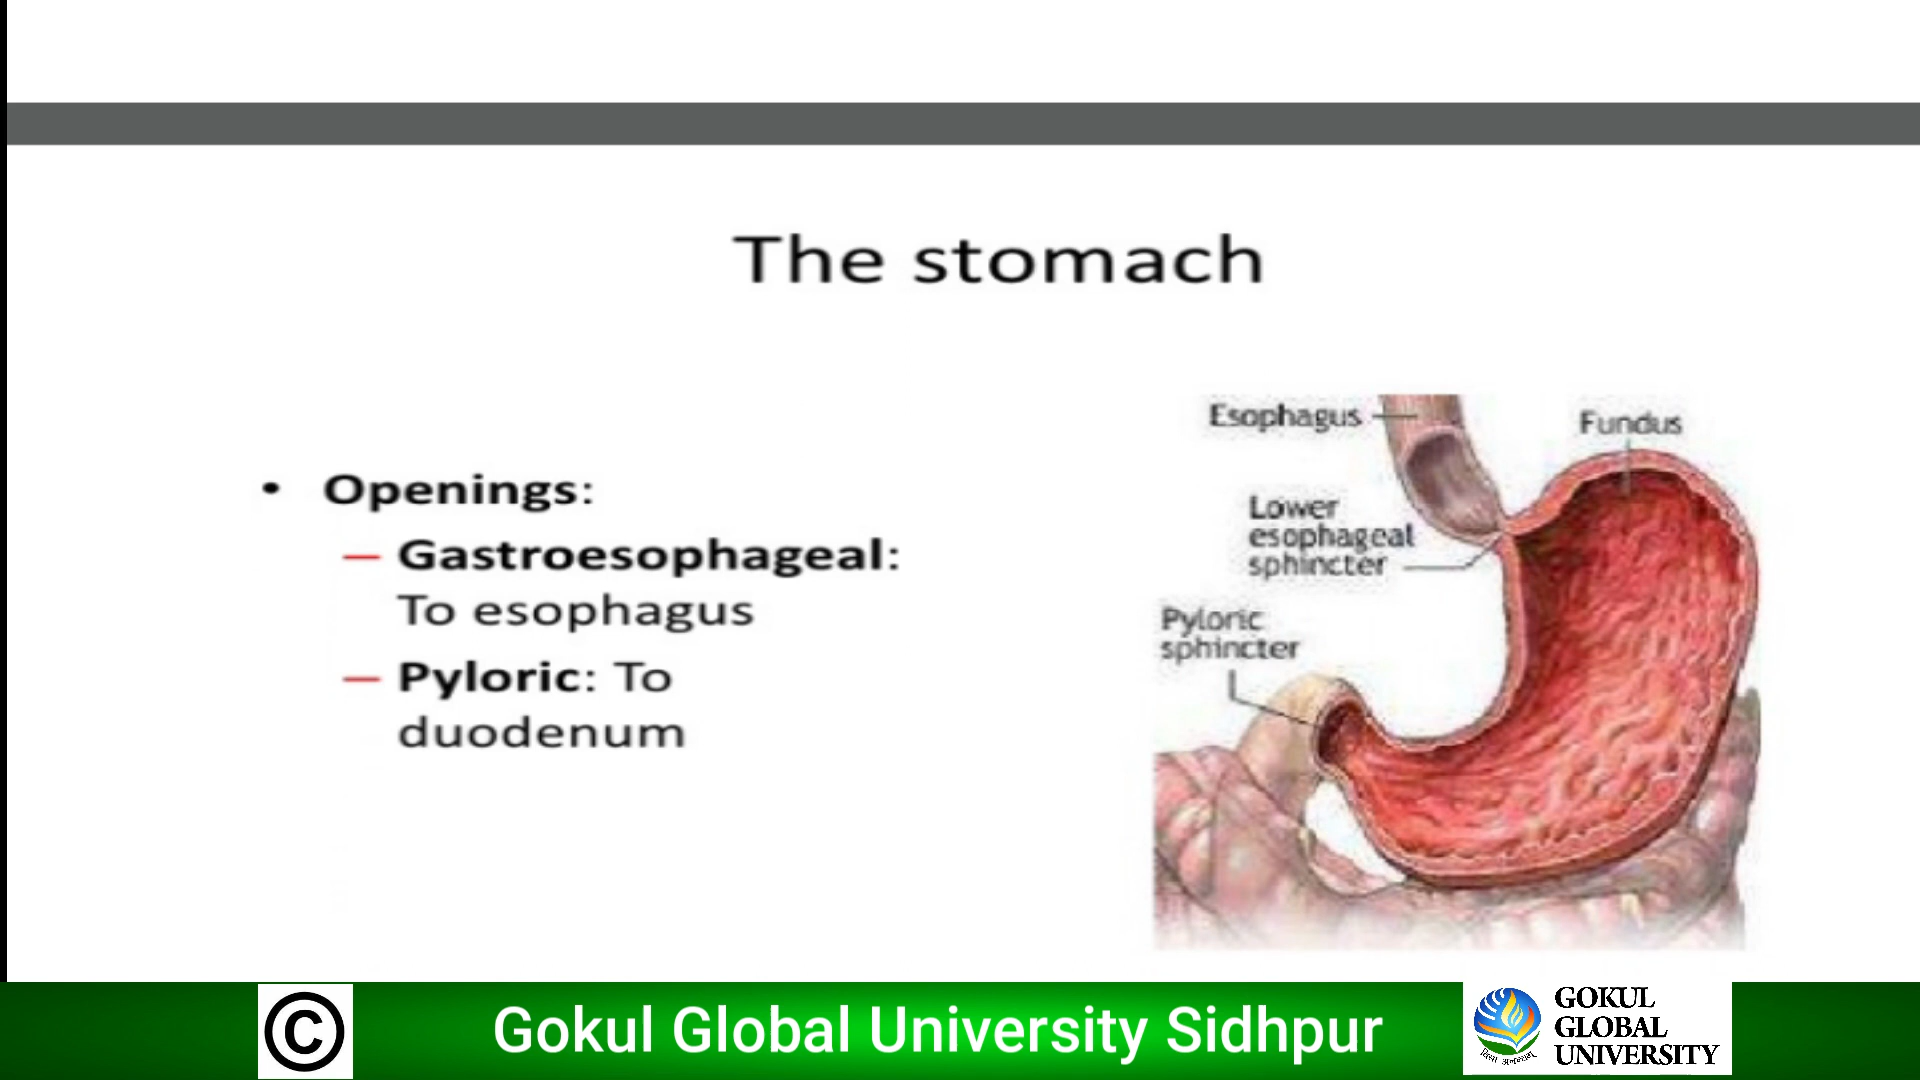 The stomach
• Openings:
– Gastroesophageal:
To esophagus
– Pyloric: To
duodenum
Esophagus
Fundus
Lower
esophageal
sphincter
Pyloric
sphincter
©
Gokul Global University Sidhpur
GOKUL
GLOBAL
UNIVERSITY